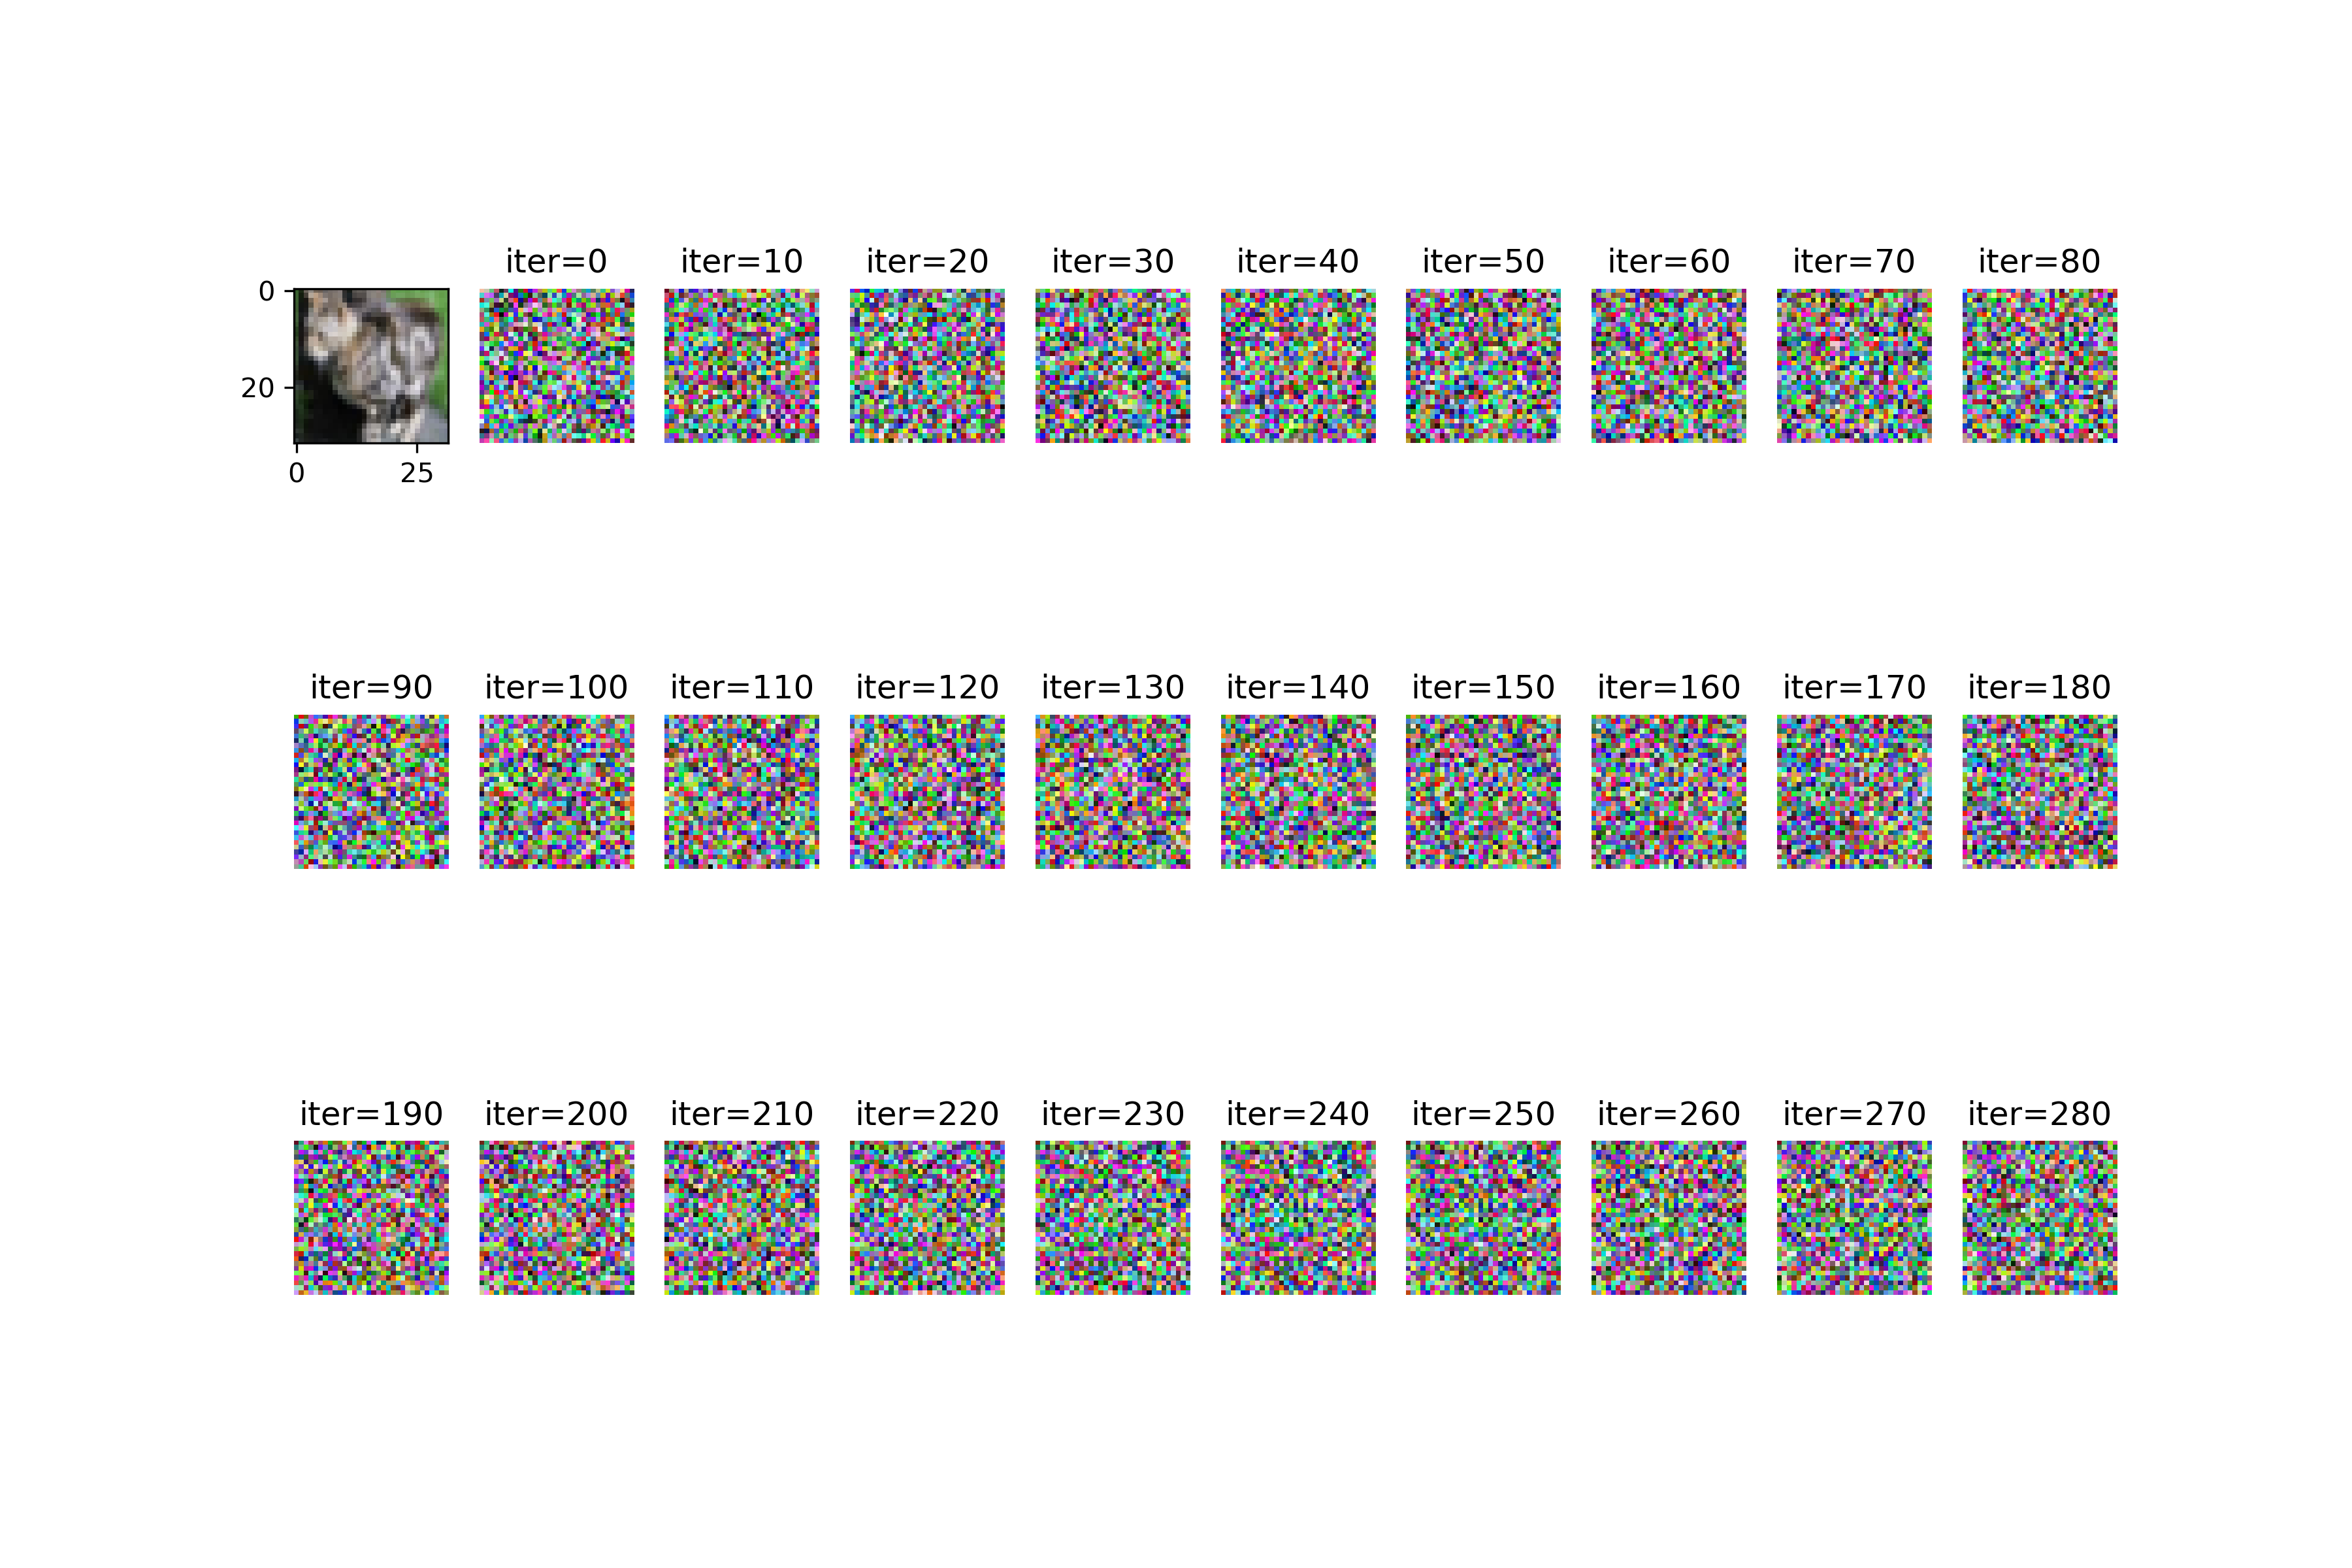 iter=0 iter=10 iter=20 iter=30 iter=40 iter=50 iter=60 iter=70 iter=80
0
20
0 25
iter=90 iter=100 iter=110 iter=120 iter=130 iter=140 iter=150 iter=160 iter=170 iter=180
iter=190 iter=200 iter=210 iter=220 iter=230 iter=240 iter=250 iter=260 iter=270 iter=280